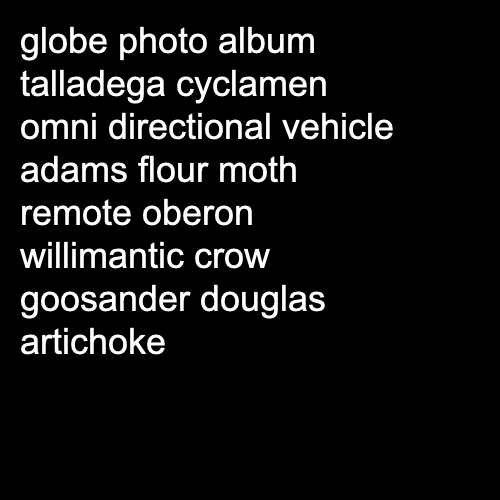 globe photo album
talladega cyclamen
omni directional vehicle
adams flour moth
remote oberon
willimantic crow
goosander douglas
artichoke